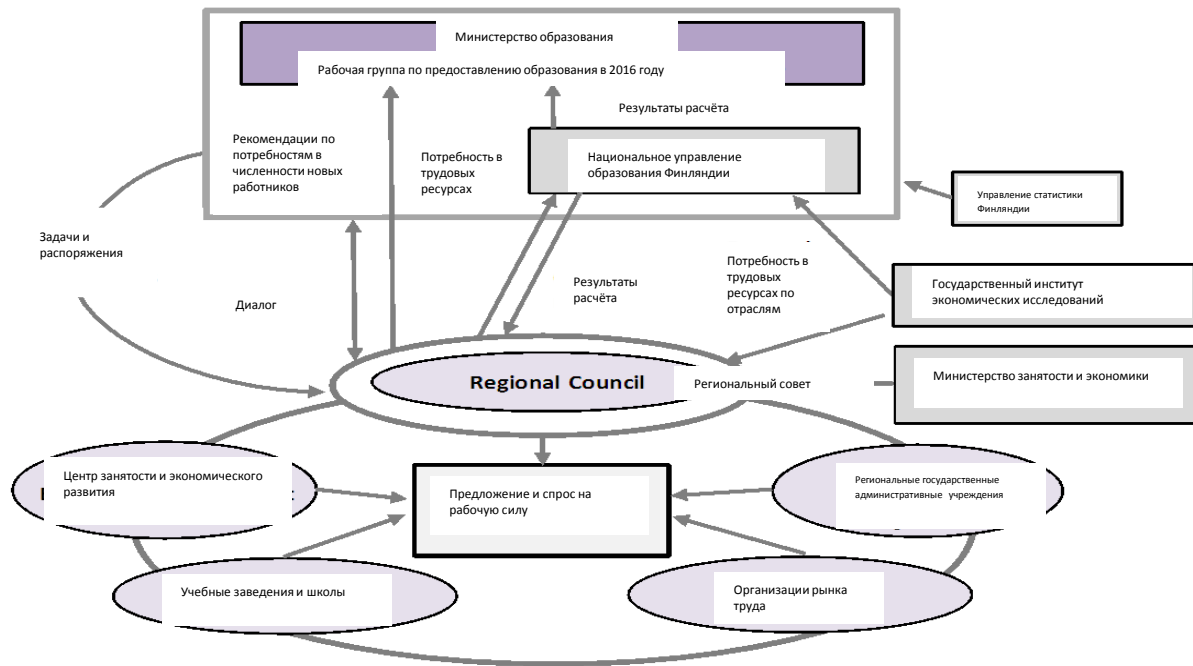 Министерство образования
Рабочая группа по предоставлению образования в 2016 году
Результаты расчёта
Рекомендации по
потребностям в
численности новых
работников
Потребность в
трудовых
ресурсах
Национальное управление
образования Финляндии
Управление статистики
Финляндии
Задачи и
распоряжения
Диалог
Результаты
расчёта
Потребность в
трудовых
ресурсах по
отраслям
Государственный институт
экономических исследований
Regional Council
Региональный совет
Министерство занятости и экономики
Центр занятости и экономического
развития
Предложение и спрос на
рабочую силу
Региональные государственные
административные учреждения
Учебные заведения и школы
Организации рынка
труда